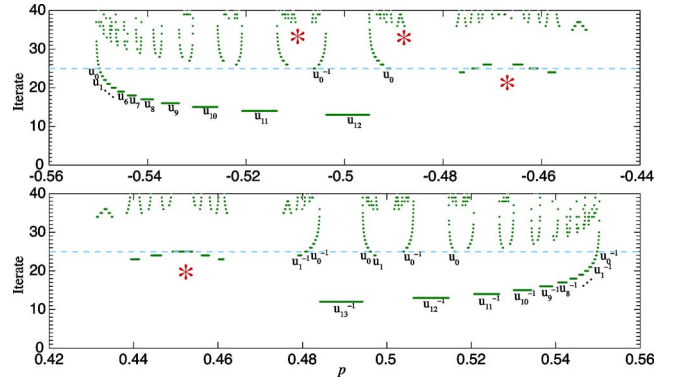 40
30
20
10
0
Iterate
u₀
u₁
u₆ u₇ u₈ u₉ u₁₀ u₁₁ u₁₂
u₀⁻¹ u₀
* * *
-0.56 -0.54 -0.52 -0.5 -0.48 -0.46 -0.44
40
30
20
10
0
Iterate
*
u₁⁻¹ u₀⁻¹ u₀ u₁ u₀⁻¹ u₀ u₀⁻¹
u₁⁻¹
u₁₃⁻¹ u₁₂⁻¹ u₁₁⁻¹ u₁₀⁻¹ u₉⁻¹ u₈⁻¹
0.42 0.44 0.46 0.48 0.5 0.52 0.54 0.56
p